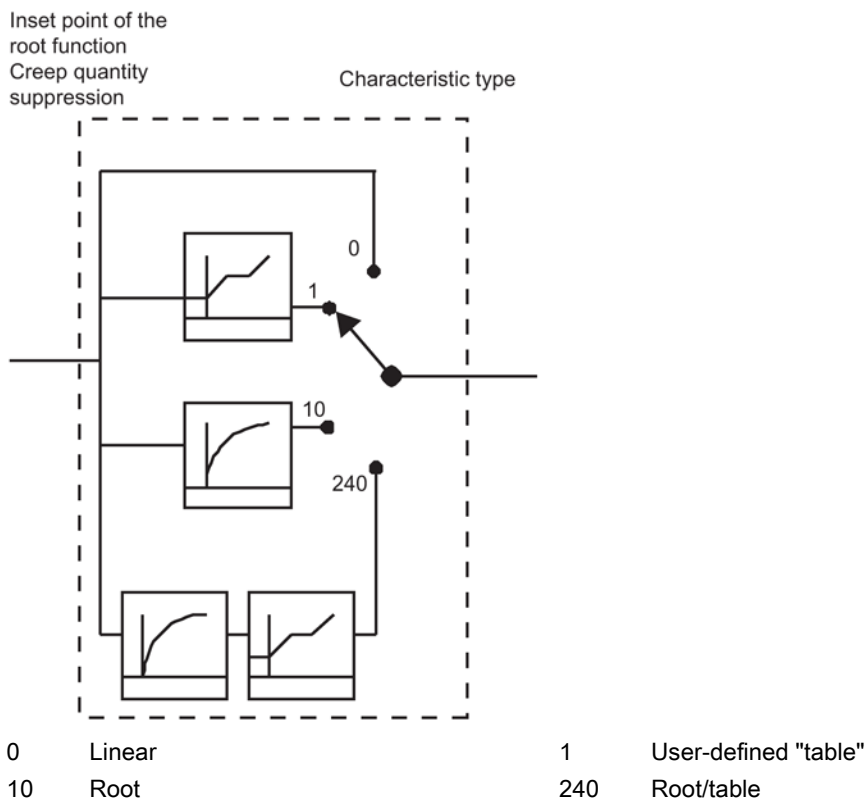 Inset point of the
root function
Creep quantity
suppression
Characteristic type
0
1
10
240
0 Linear 1 User-defined "table"
10 Root 240 Root/table